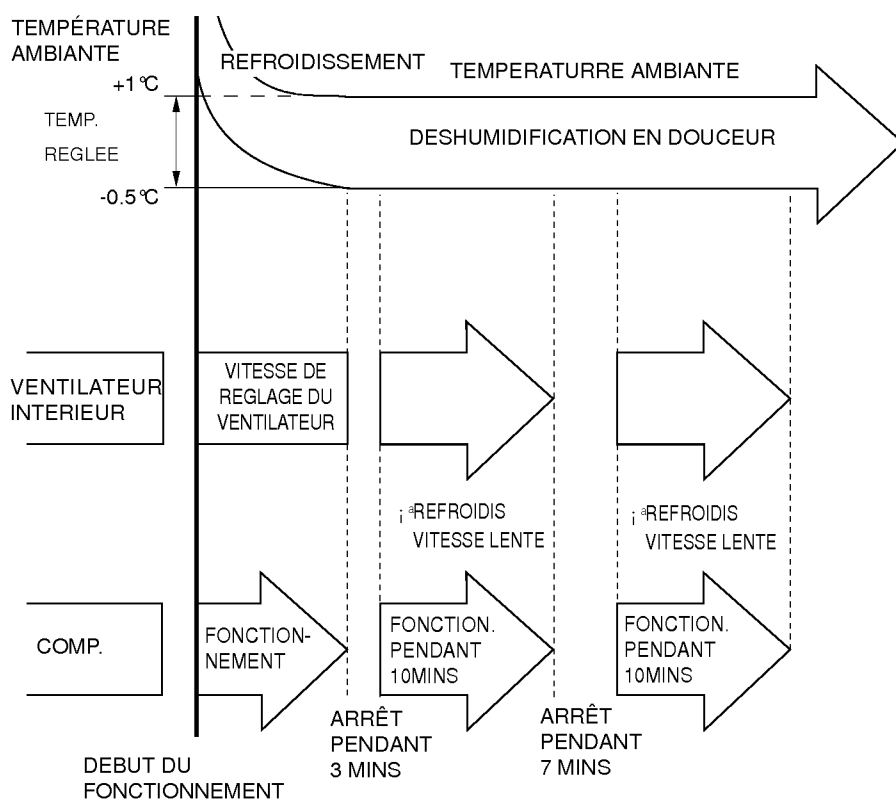 TEMPÉRATURE
AMBIANTE
REFROIDISSEMENT
TEMPERATURRE AMBIANTE
+1°C
TEMP.
REGLEE
DESHUMIDIFICATION EN DOUCEUR
-0.5°C
VENTILATEUR
INTERIEUR
VITESSE DE
REGLAGE DU
VENTILATEUR
¡ªREFROIDIS
VITESSE LENTE
¡ªREFROIDIS
VITESSE LENTE
COMP.
FONCTION-
NEMENT
FONCTION.
PENDANT
10MINS
FONCTION.
PENDANT
10MINS
ARRÊT
PENDANT
3 MINS
ARRÊT
PENDANT
7 MINS
DEBUT DU
FONCTIONNEMENT